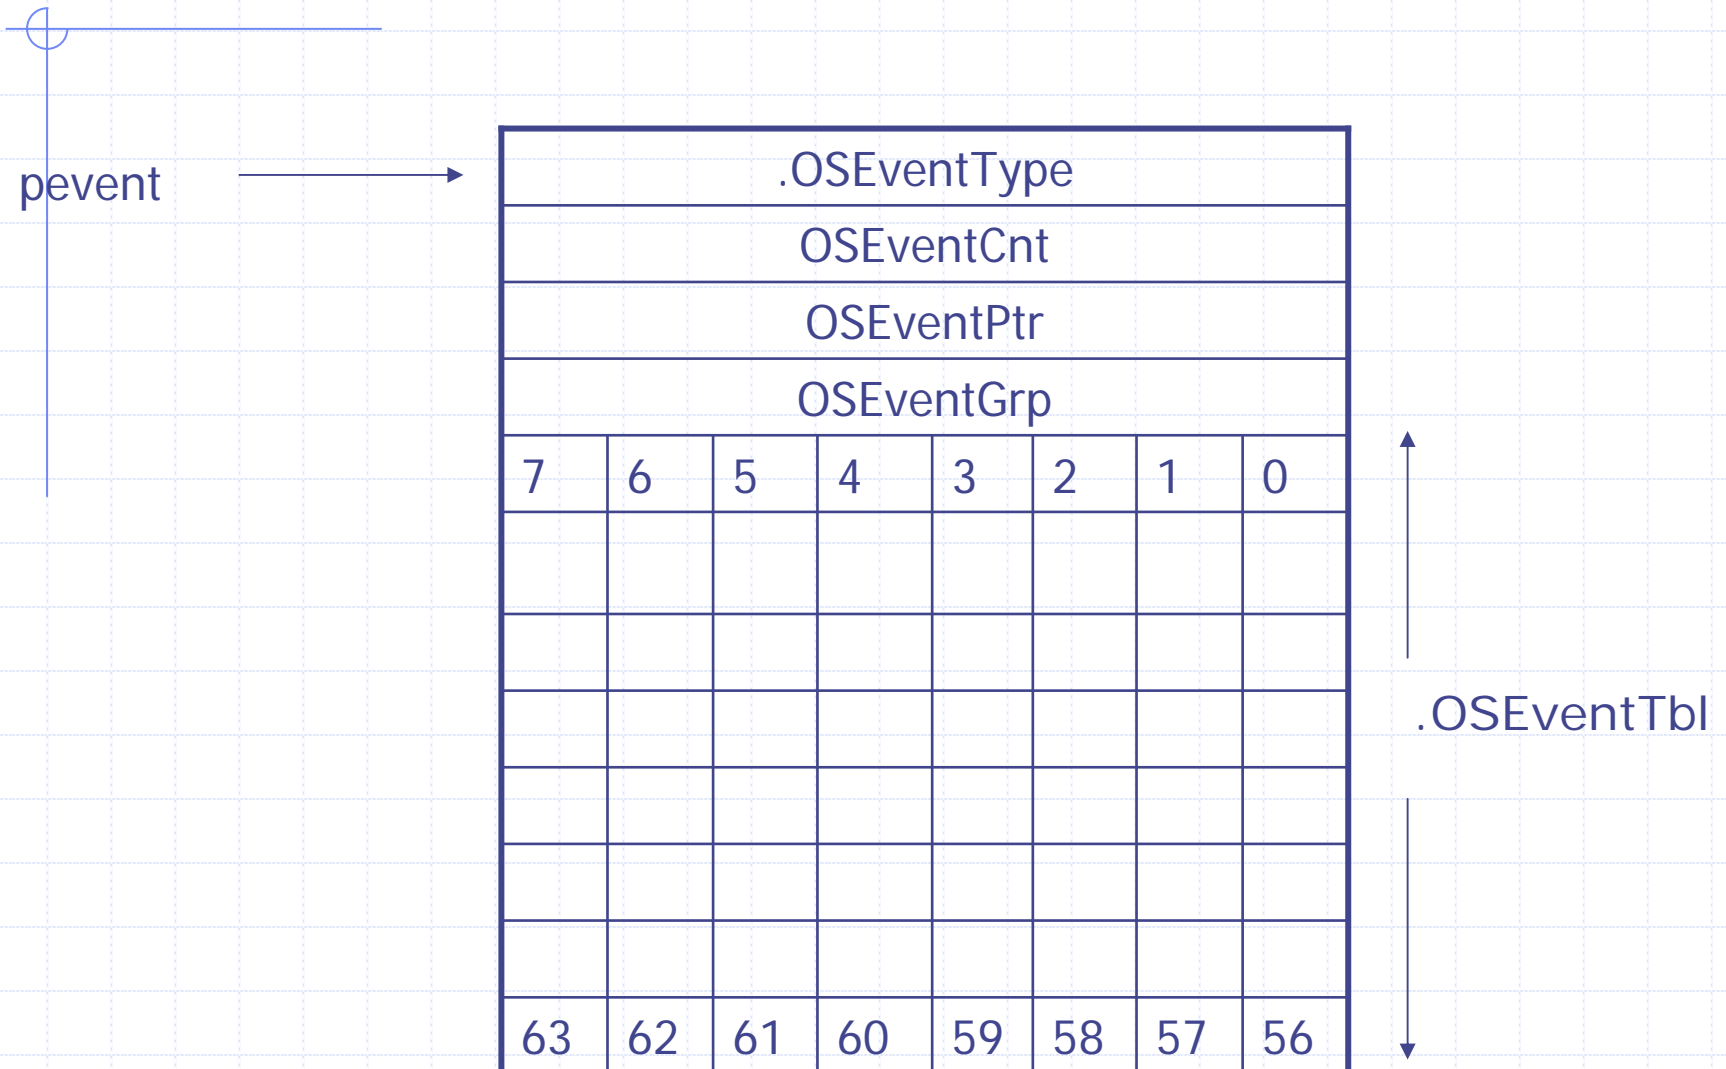 pevent
.OSEventType
OSEventCnt
OSEventPtr
OSEventGrp
7 6 5 4 3 2 1 0
.OSEventTbl
63 62 61 60 59 58 57 56